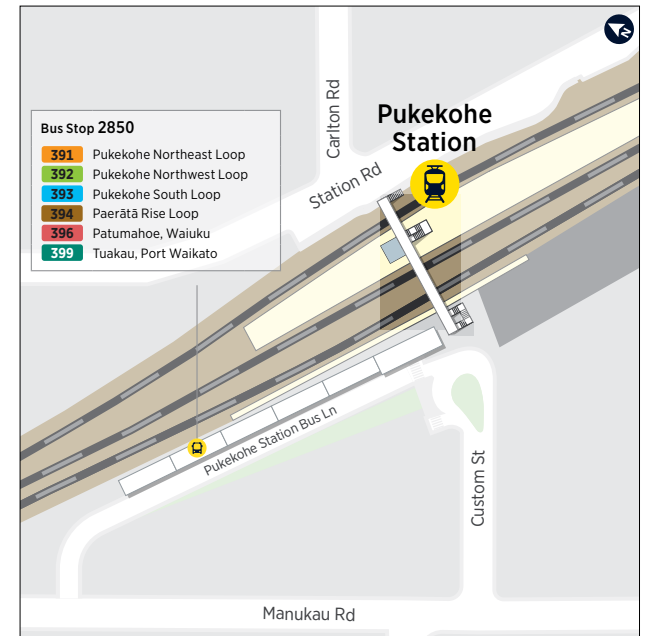 Carlton Rd
Pukekohe
Station
Station Rd
Bus Stop 2850
391 Pukekohe Northeast Loop
392 Pukekohe Northwest Loop
393 Pukekohe South Loop
394 Paerātā Rise Loop
396 Patumahoe, Waiuku
399 Tuakau, Port Waikato
Pukekohe Station Bus Ln
Custom St
Manukau Rd
N